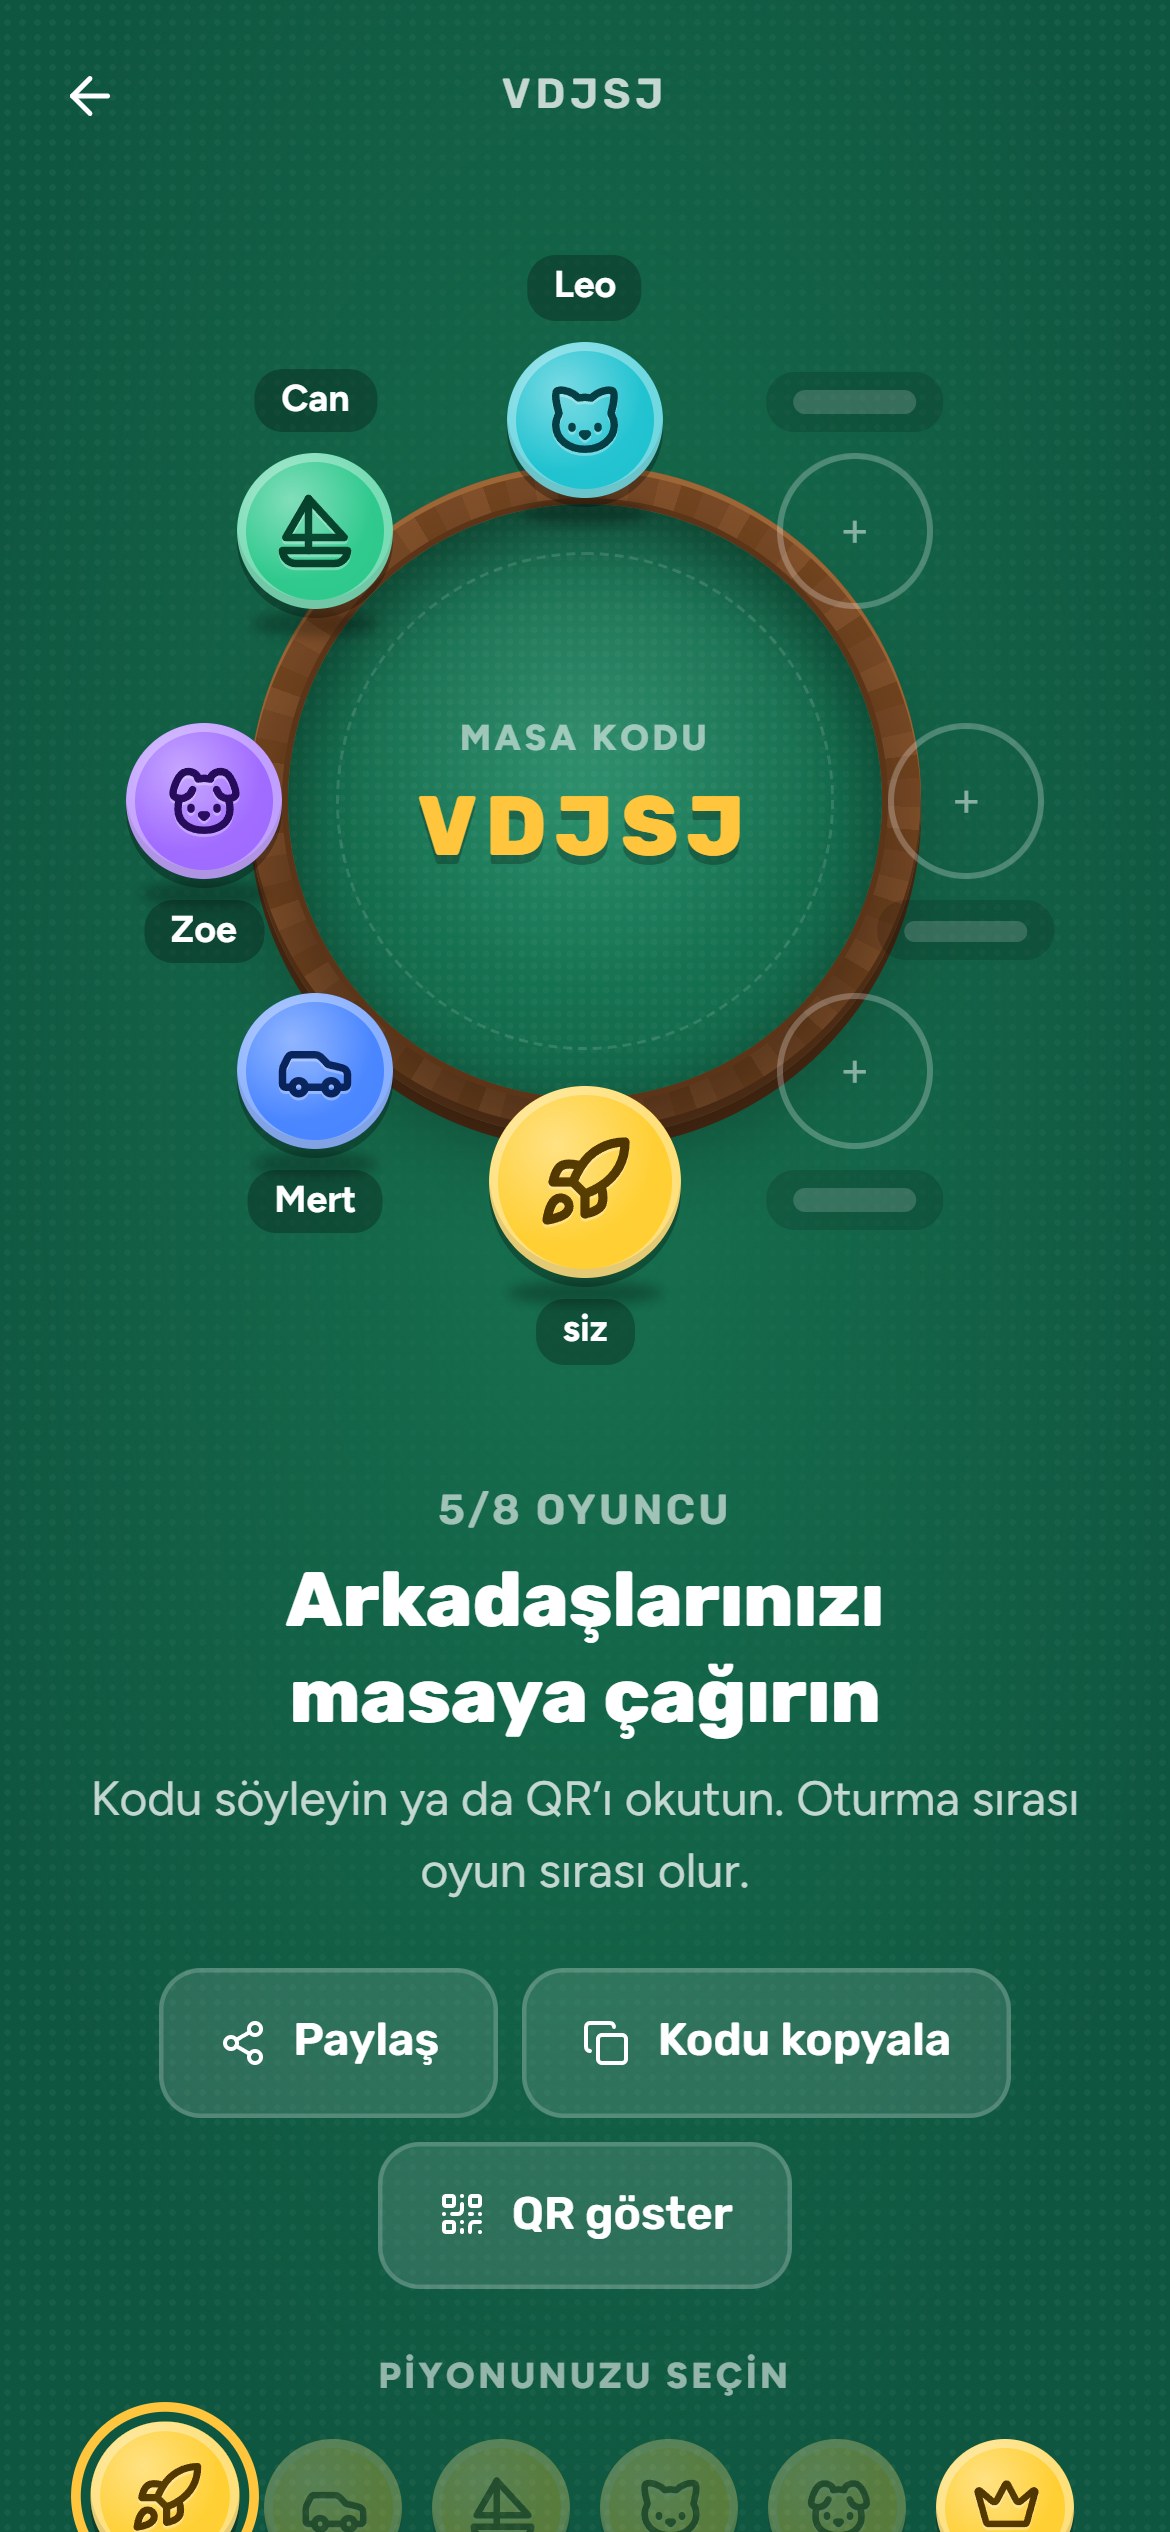 VDJSJ
Leo
Can
MASA KODU
VDJSJ
Zoe
Mert
siz
5/8 OYUNCU
Arkadaşlarınızı
masaya çağırın
Kodu söyleyin ya da QR’ı okutun. Oturma sırası
oyun sırası olur.
Paylaş
Kodu kopyala
QR göster
PİYONUNUZU SEÇİN